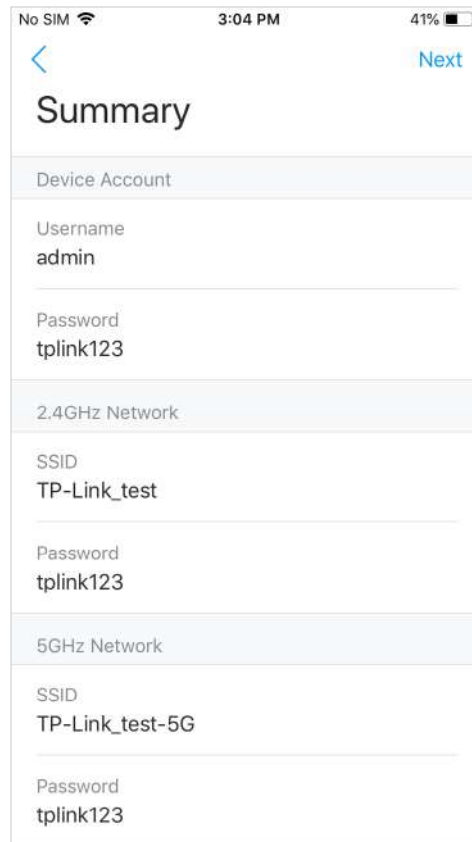 No SIM 3:04 PM 41%
Next
Summary
Device Account
Username
admin
Password
tplink123
2.4GHz Network
SSID
TP-Link_test
Password
tplink123
5GHz Network
SSID
TP-Link_test-5G
Password
tplink123